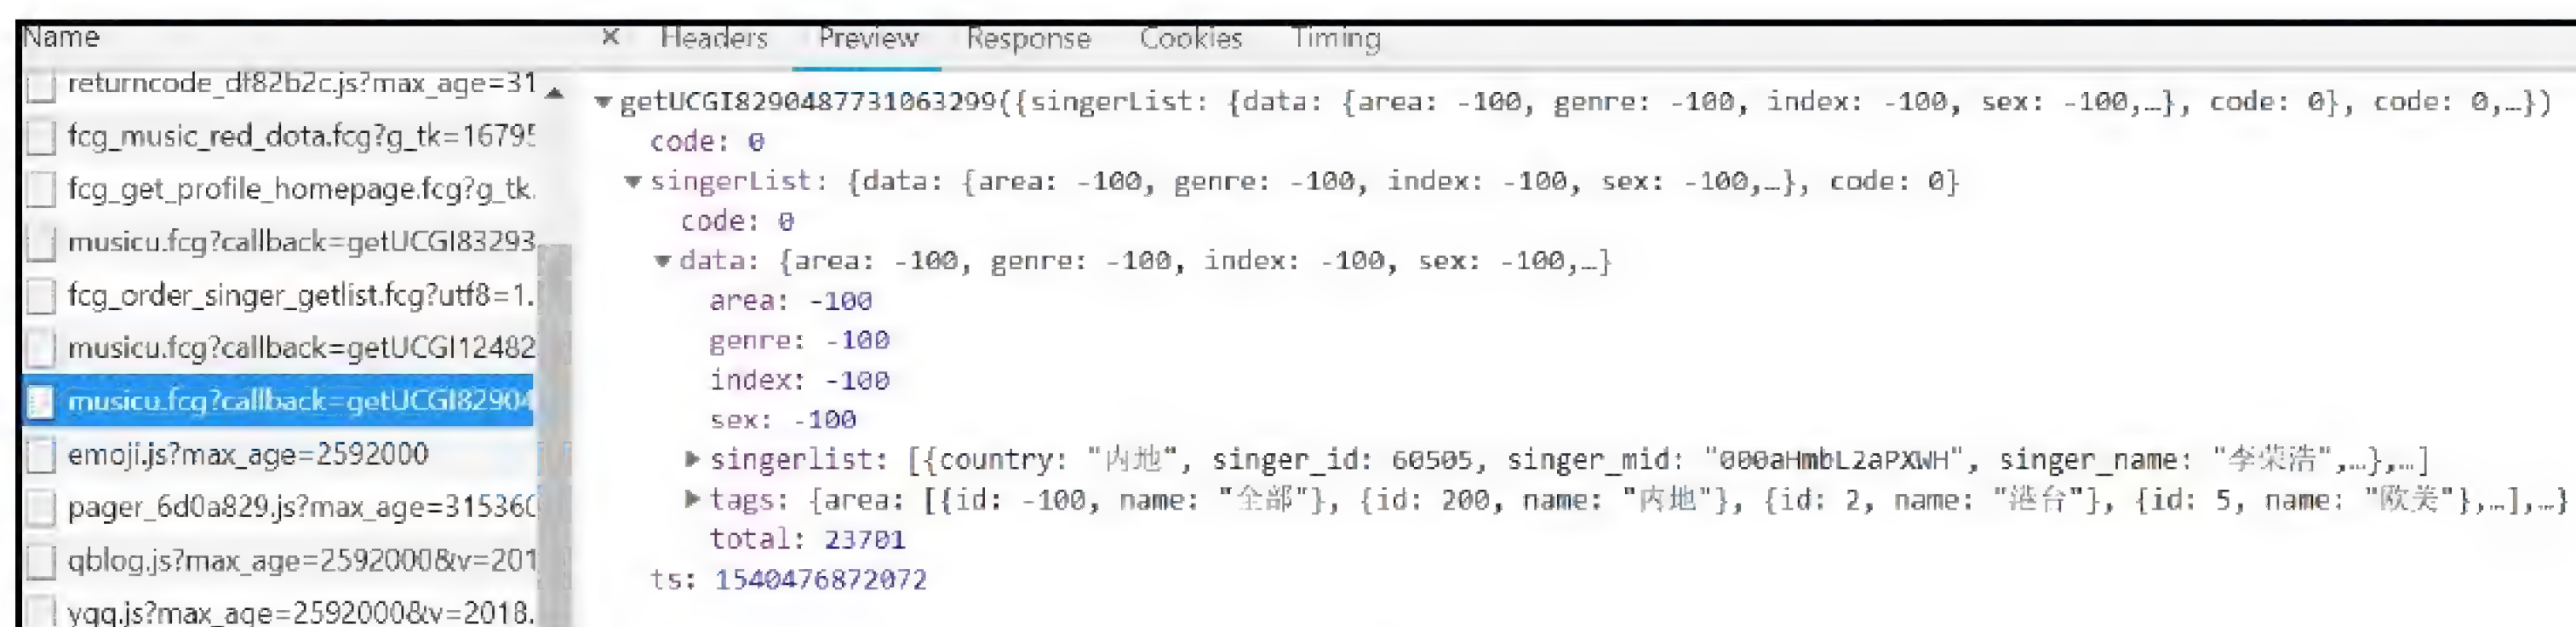 Name
× Headers Preview Response Cookies Timing
returncode_df82b2c.js?max_age=31
fcg_music_red_dota.fcg?g_tk=16795
fcg_get_profile_homepage.fcg?g_tk.
musicu.fcg?callback=getUCGI83293
fcg_order_singer_getlist.fcg?utf8=1.
musicu.fcg?callback=getUCGI12482
musicu.fcg?callback=getUCGI82904
emoji.js?max_age=2592000
pager_6d0a829.js?max_age=315360
qblog.js?max_age=2592000&v=201
yqq.js?max_age=2592000&v=2018.
▼getUCGI8290487731063299({singerList: {data: {area: -100, genre: -100, index: -100, sex: -100,…}, code: 0}, code: 0,…})
code: 0
▼singerList: {data: {area: -100, genre: -100, index: -100, sex: -100,…}, code: 0}
code: 0
▼data: {area: -100, genre: -100, index: -100, sex: -100,…}
area: -100
genre: -100
index: -100
sex: -100
▶singerlist: [{country: "内地", singer_id: 60505, singer_mid: "000aHmbL2aPXWH", singer_name: "李荣浩",…},…]
▶tags: {area: [{id: -100, name: "全部"}, {id: 200, name: "内地"}, {id: 2, name: "港台"}, {id: 5, name: "欧美"},…],…}
total: 23701
ts: 1540476872072